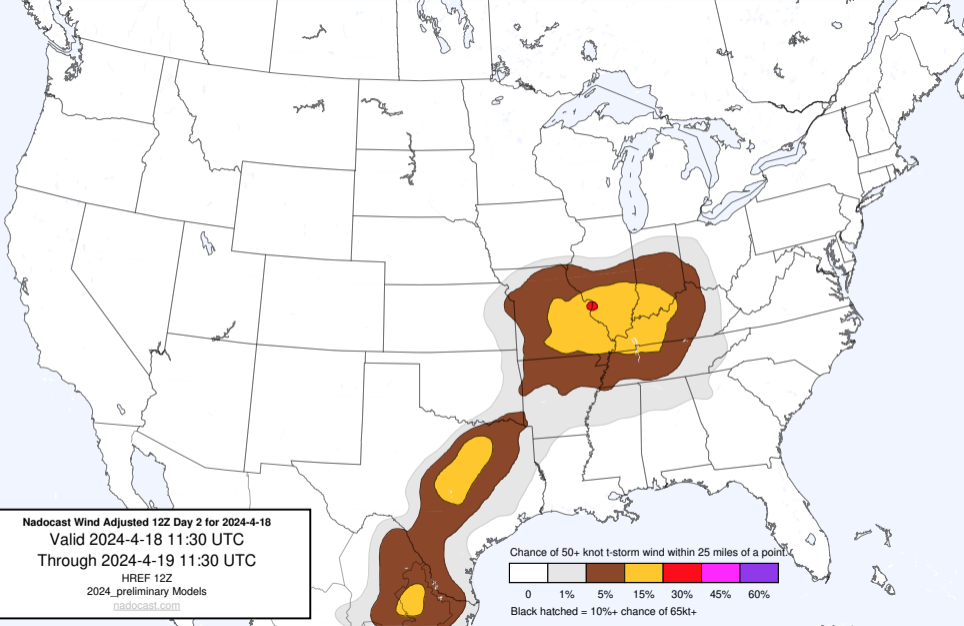 Nadocast Wind Adjusted 12Z Day 2 for 2024-4-18
Valid 2024-4-18 11:30 UTC
Through 2024-4-19 11:30 UTC
HREF 12Z
2024_preliminary Models
nadocast.com
Chance of 50+ knot t-storm wind within 25 miles of a point.
0 1% 5% 15% 30% 45% 60%
Black hatched = 10%+ chance of 65kt+